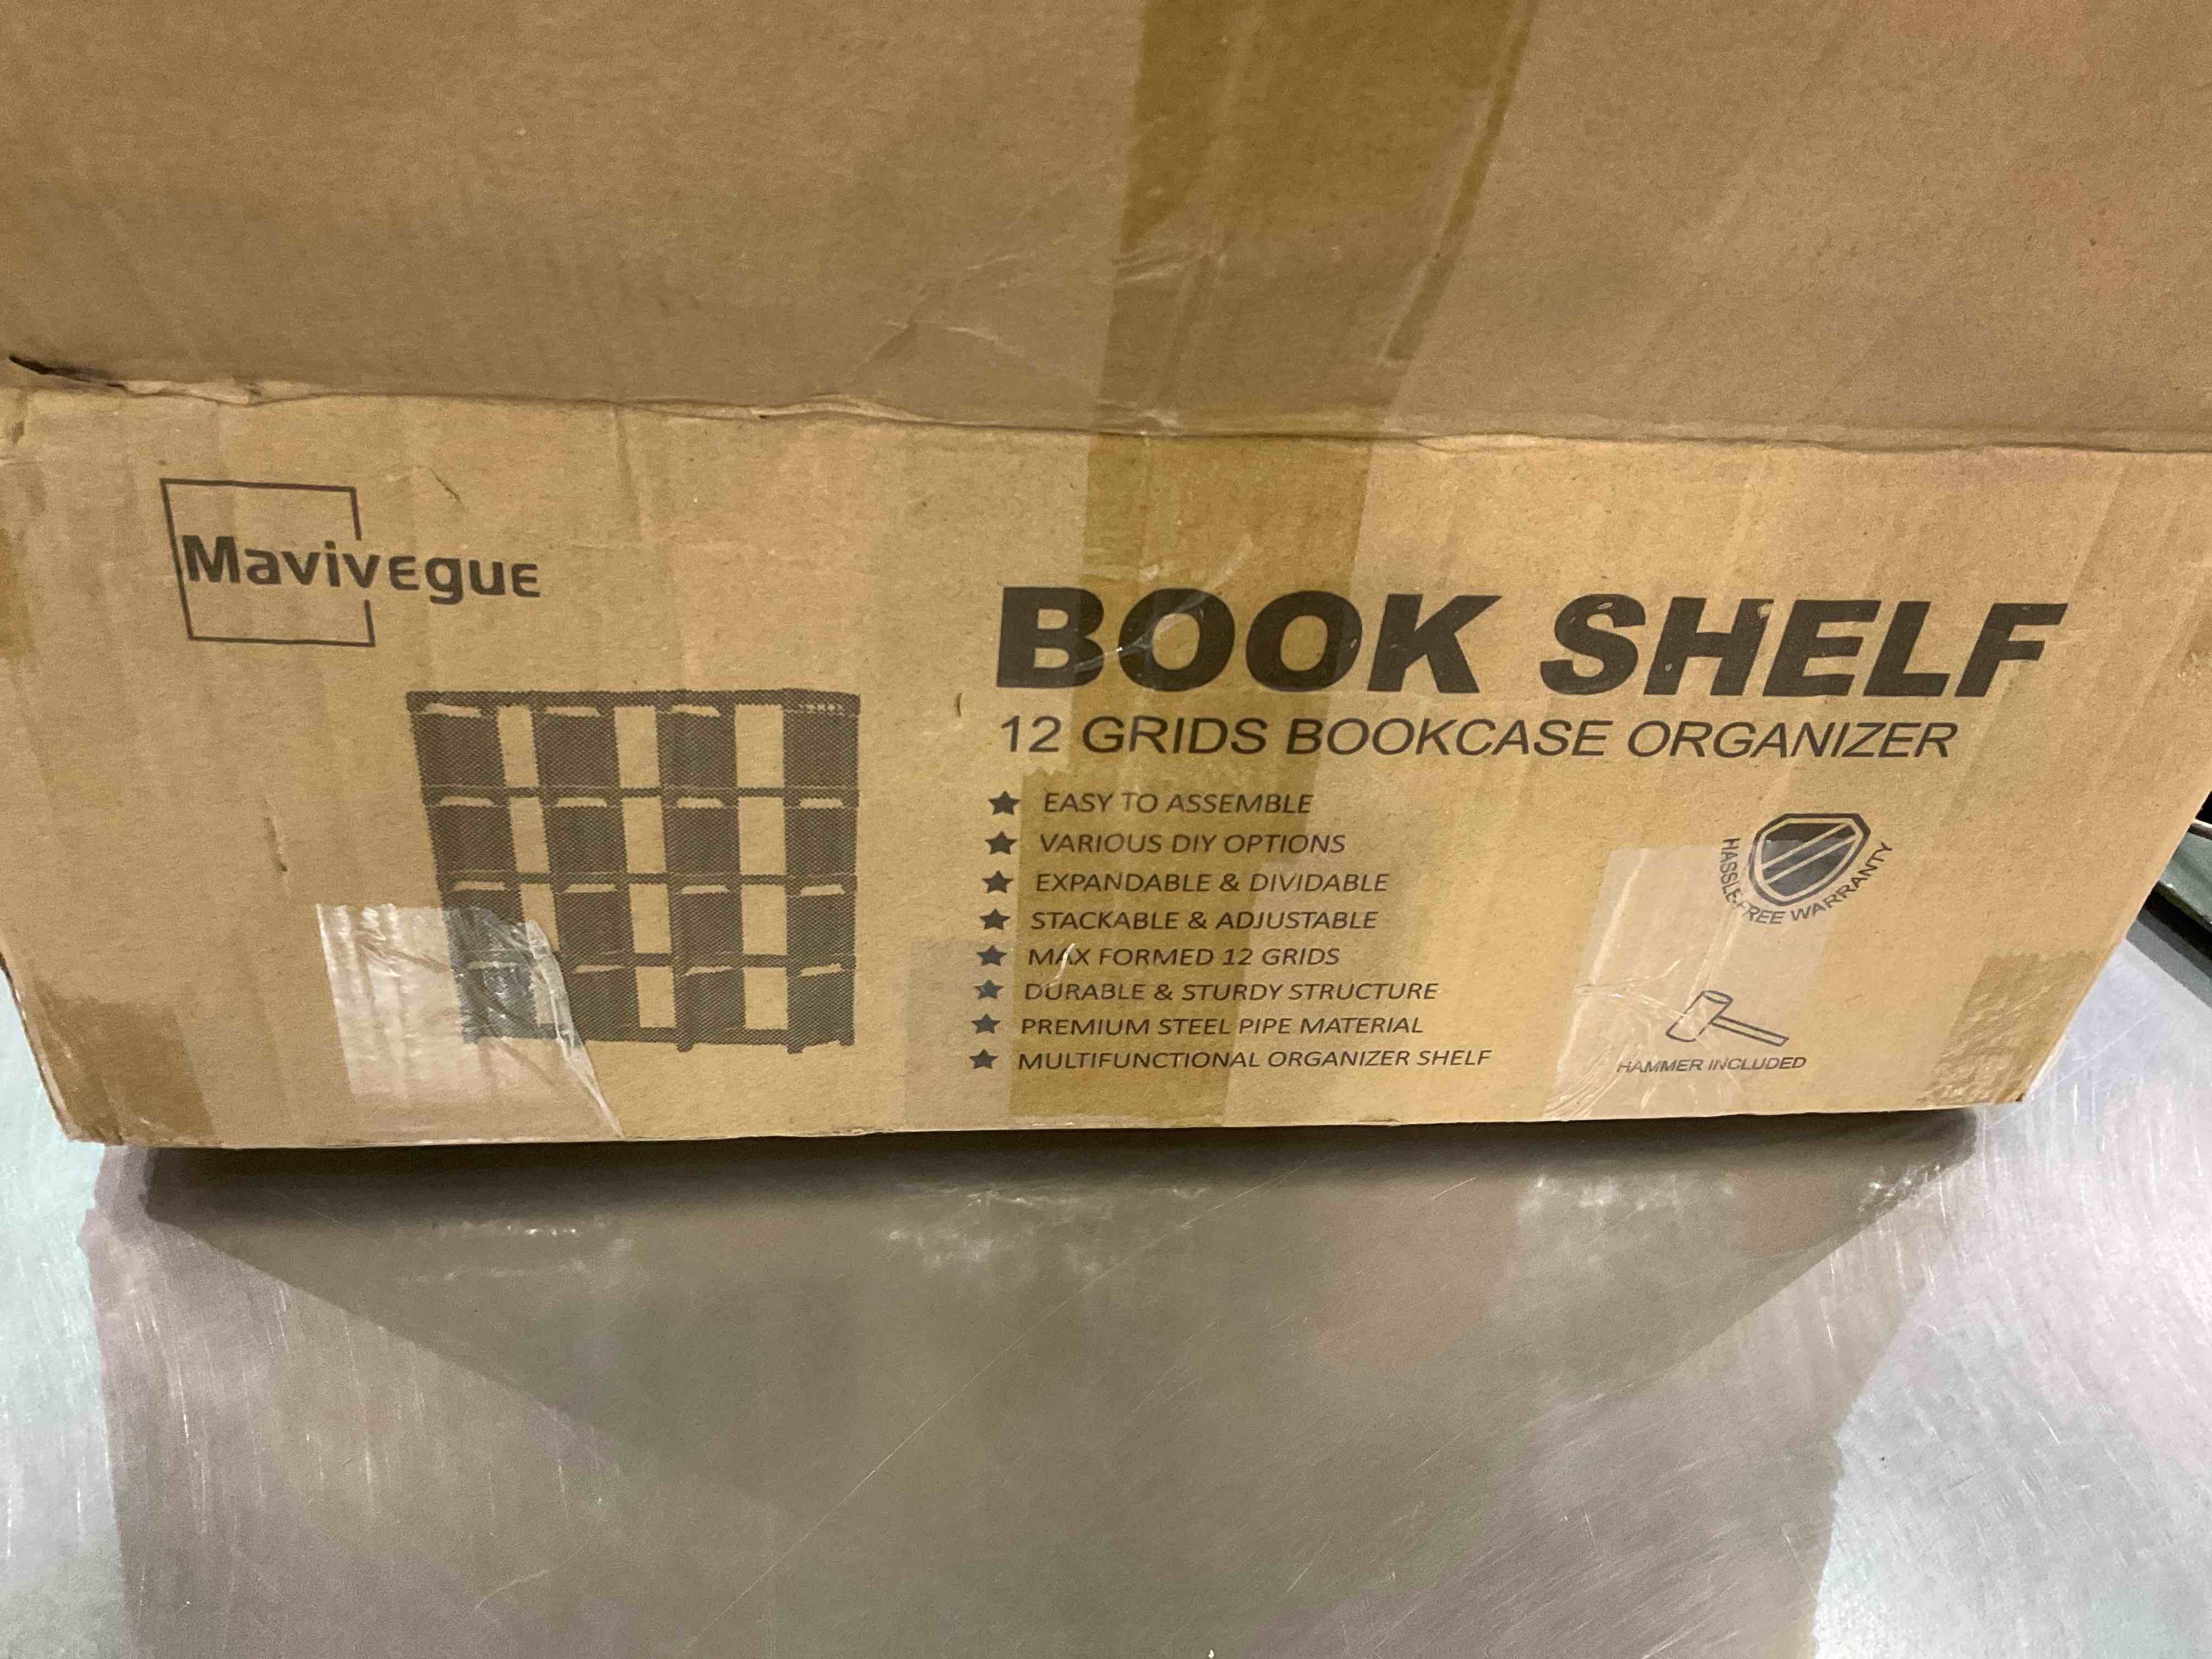 Mavivegue
BOOK SHELF
12 GRIDS BOOKCASE ORGANIZER
★ EASY TO ASSEMBLE
★ VARIOUS DIY OPTIONS
★ EXPANDABLE & DIVIDABLE
★ STACKABLE & ADJUSTABLE
★ MAX FORMED 12 GRIDS
★ DURABLE & STURDY STRUCTURE
★ PREMIUM STEEL PIPE MATERIAL
★ MULTIFUNCTIONAL ORGANIZER SHELF
HASSLE-FREE WARRANTY
HAMMER INCLUDED